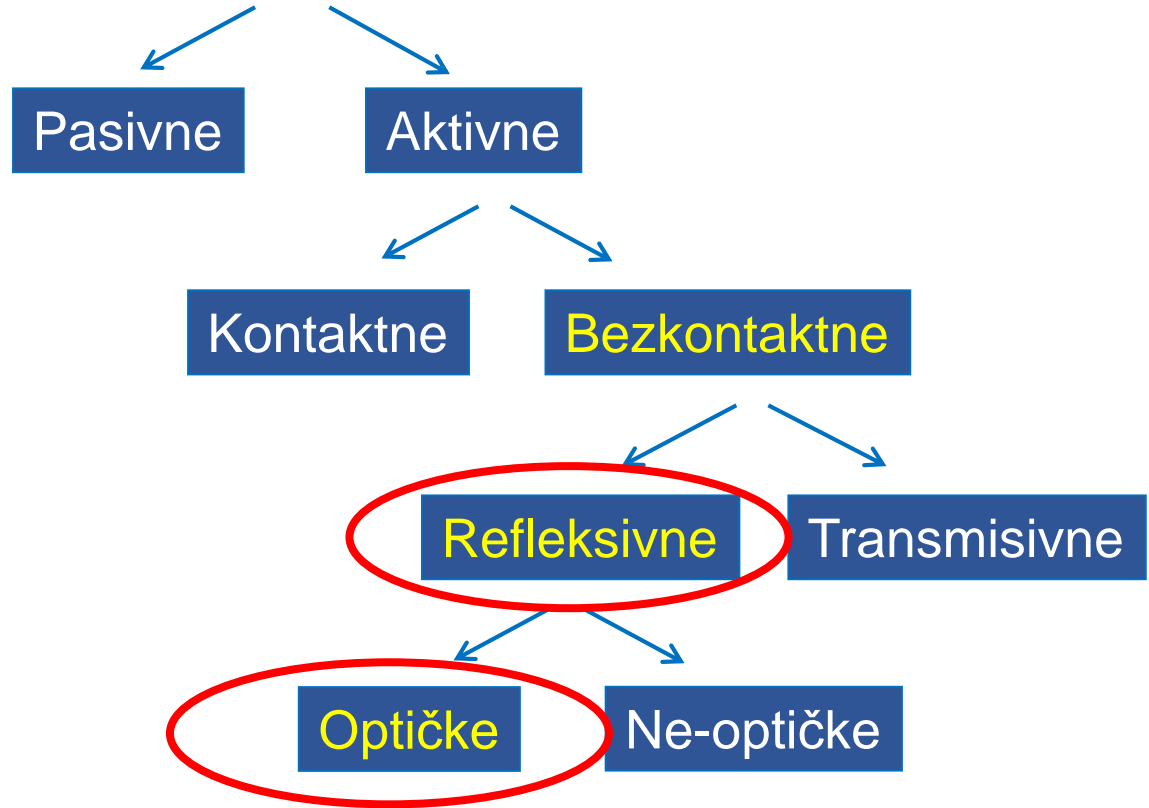 Pasivne
Aktivne
Kontaktne
Bezkontaktne
Refleksivne
Transmisivne
Optičke
Ne-optičke